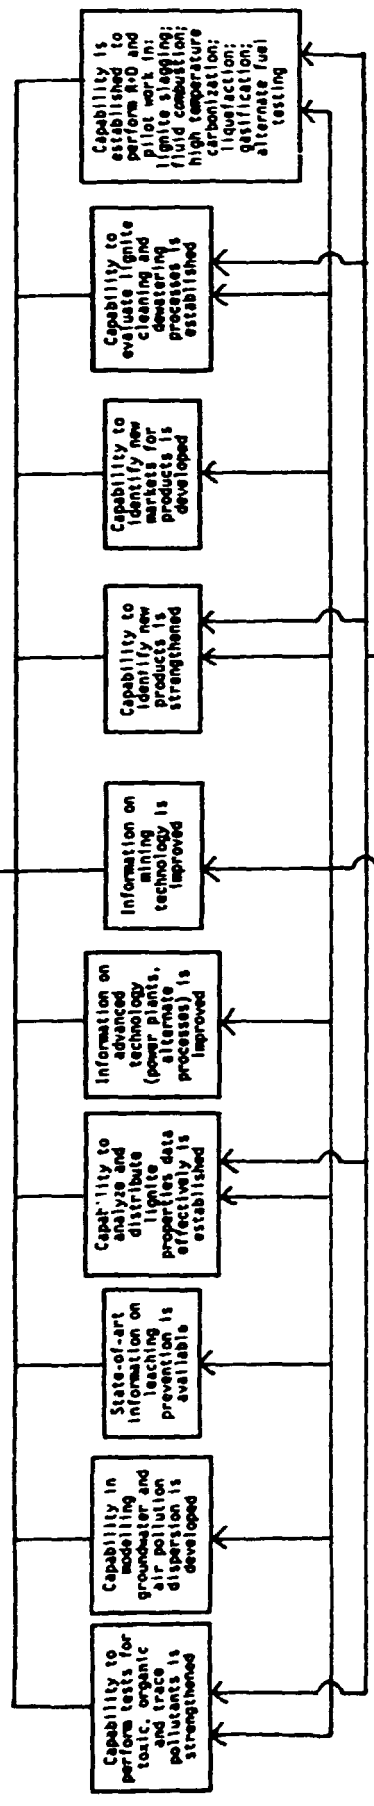 Capability to
perform tests for
toxic, organic
and trace
pollutants is
strengthened
Capability in
modelling
groundwater and
air pollution
dispersion is
developed
State-of-art
information on
leaching
prevention is
available
Capability to
analyze and
distribute
lignite
properties data
effectively is
established
Information on
advanced
technology
(power plants,
alternate
processes) is
improved
Information on
mining
technology is
improved
Capability to
identify new
products is
strengthened
Capability to
identify new
markets for
products is
developed
Capability to
evaluate lignite
cleaning and
dewatering
processes is
established
Capability is
established to
perform R+D and
pilot work in:
lignite slagging;
fluid combustion;
high temperature
carbonization;
liquefaction;
gasification;
alternate fuel
testing